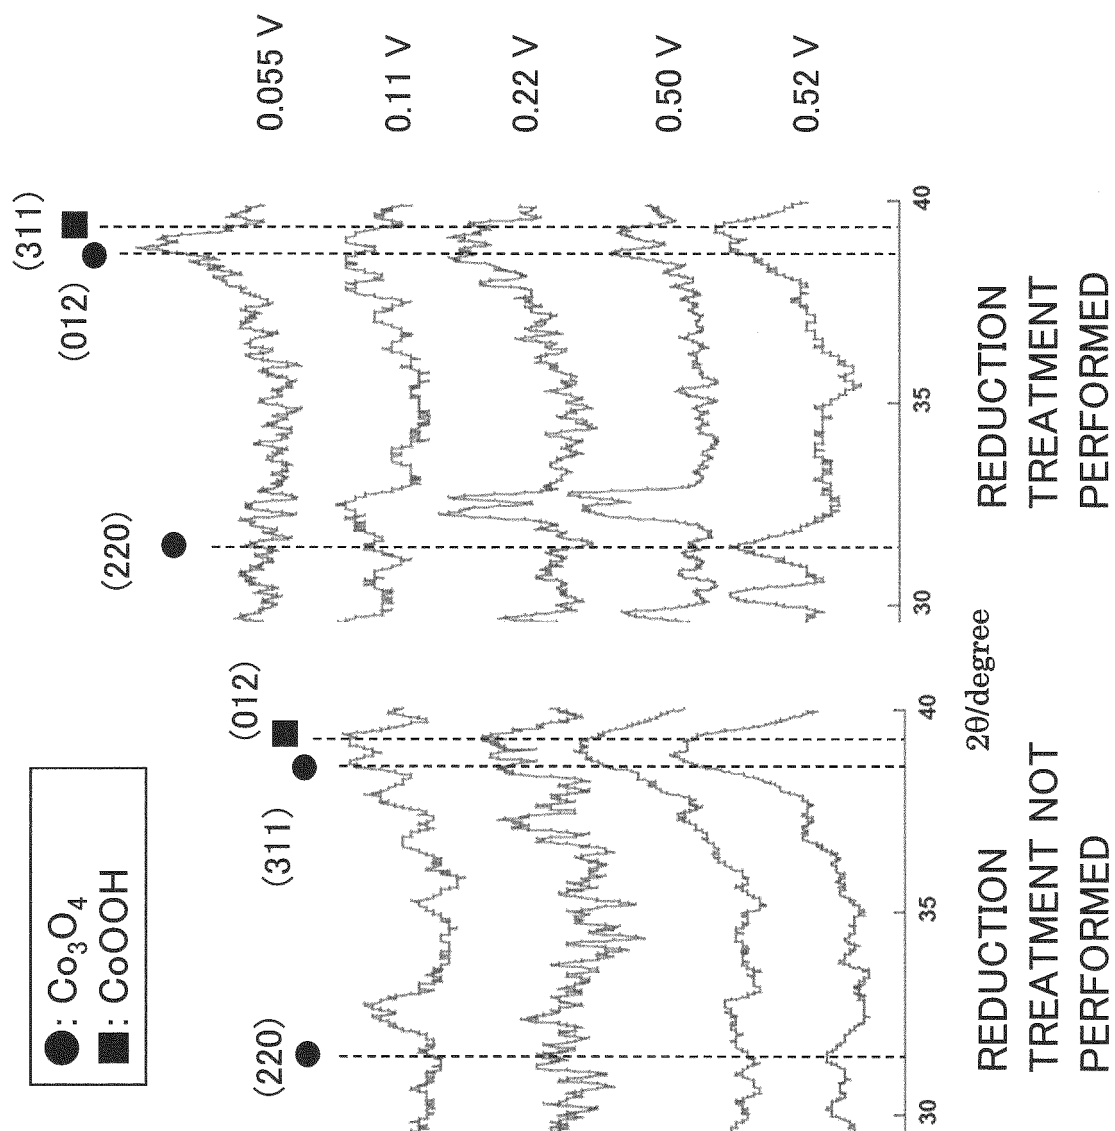 ●: Co3O4
■: CoOOH
(220)
(311)
(012)
30
35
40
REDUCTION
TREATMENT NOT
PERFORMED
2θ/degree
(220)
(012)
(311)
0.055 V
0.11 V
0.22 V
0.50 V
0.52 V
30
35
40
REDUCTION
TREATMENT
PERFORMED